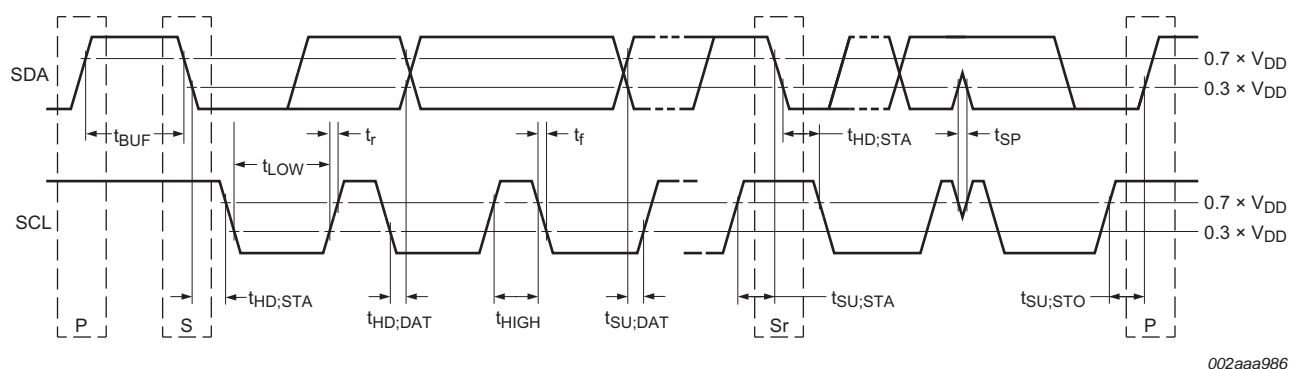 SDA
0.7 × VDD
0.3 × VDD
tBUF
tLOW
tr
tf
tHD;STA
tSP
SCL
0.7 × VDD
0.3 × VDD
tHD;STA
tHD;DAT
tHIGH
tSU;DAT
tSU;STA
tSU;STO
P
S
Sr
P
002aaa986